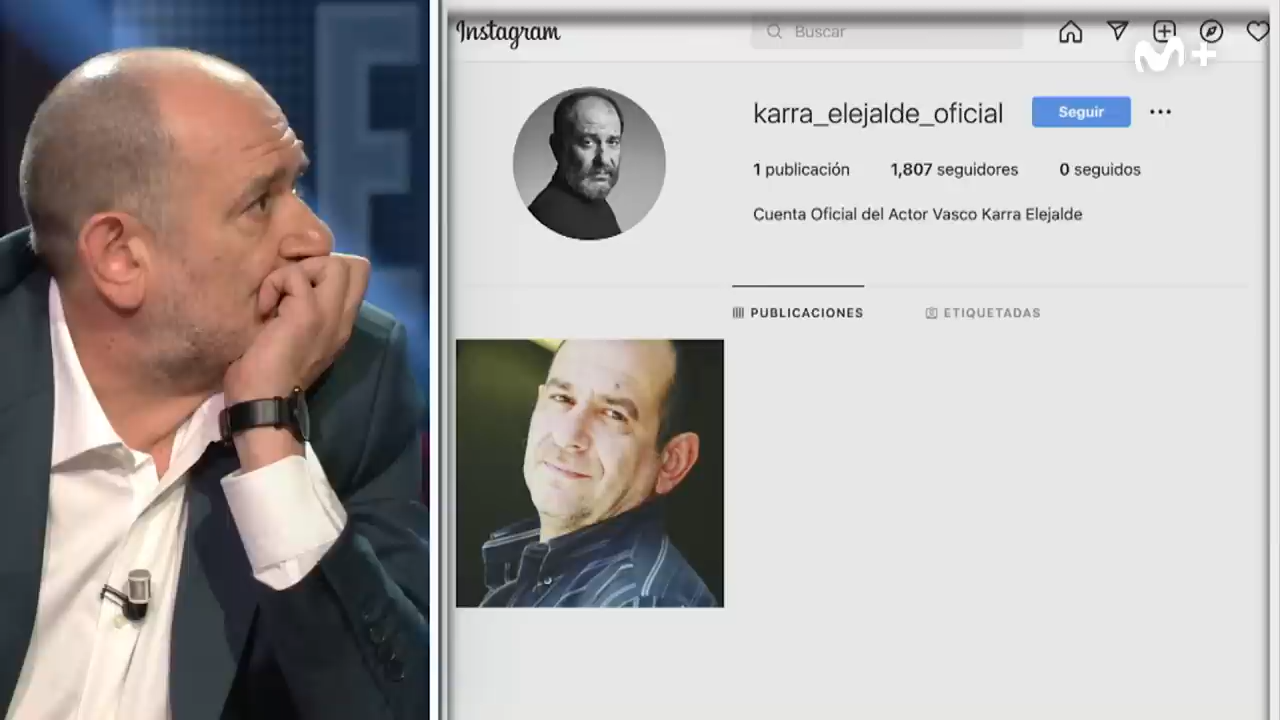 Instagram
Buscar
M+
karra_elejalde_oficial
Seguir
1 publicación
1,807 seguidores
0 seguidos
Cuenta Oficial del Actor Vasco Karra Elejalde
PUBLICACIONES
ETIQUETADAS